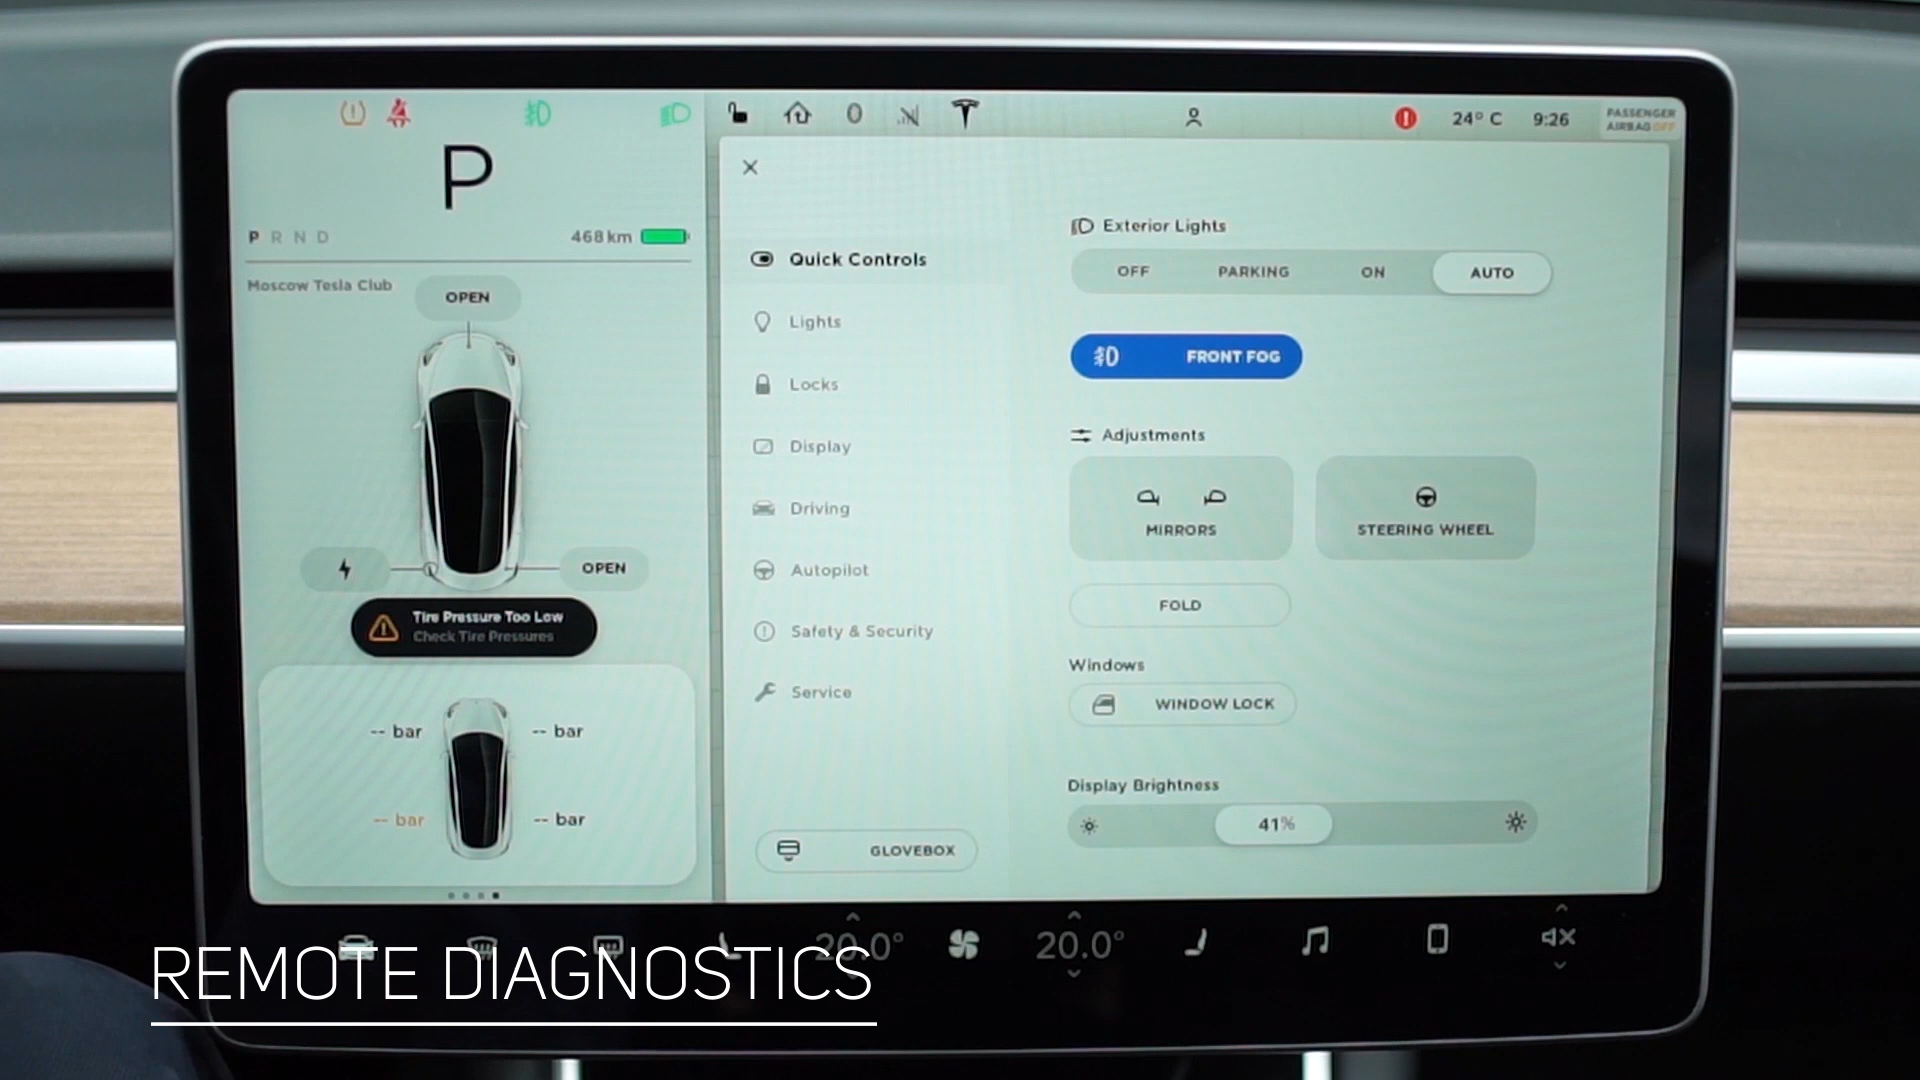 P
P R N D
468 km
Moscow Tesla Club
OPEN
OPEN
Tire Pressure Too Low
Check Tire Pressures
-- bar
-- bar
-- bar
-- bar
0
24° C
9:26
PASSENGER
AIRBAG OFF
Quick Controls
Lights
Locks
Display
Driving
Autopilot
Safety & Security
Service
GLOVEBOX
Exterior Lights
OFF
PARKING
ON
AUTO
FRONT FOG
Adjustments
MIRRORS
STEERING WHEEL
FOLD
Windows
WINDOW LOCK
Display Brightness
41%
20.0°
20.0°
REMOTE DIAGNOSTICS